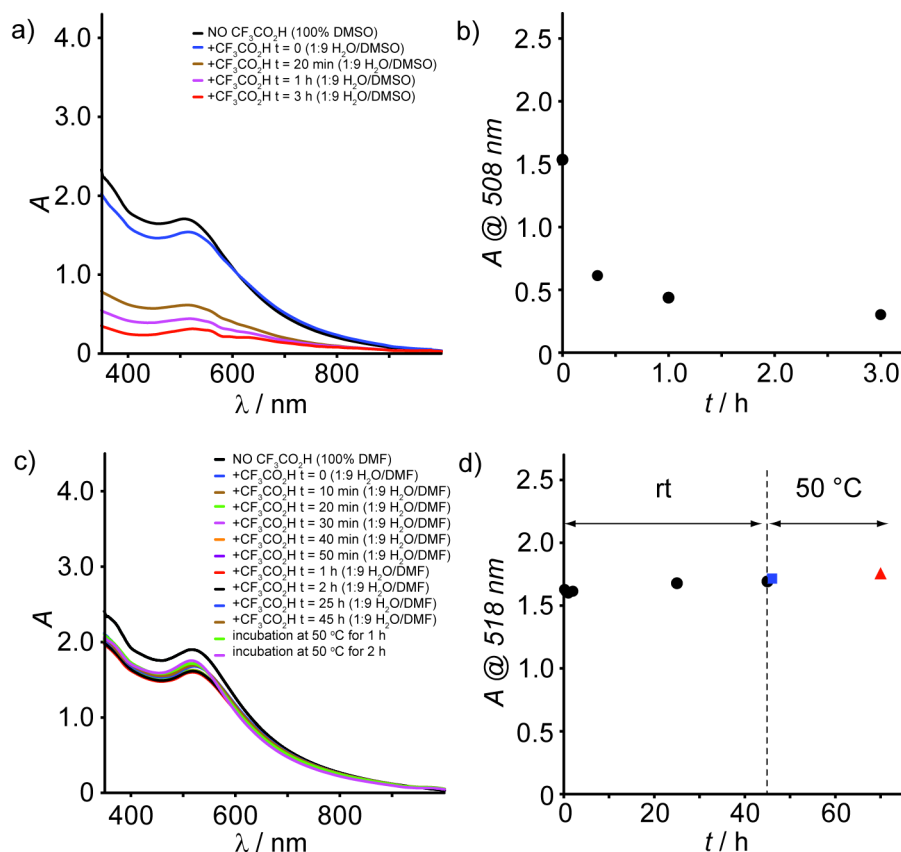 a)
NO CF₃CO₂H (100% DMSO)
+CF₃CO₂H t = 0 (1:9 H₂O/DMSO)
+CF₃CO₂H t = 20 min (1:9 H₂O/DMSO)
+CF₃CO₂H t = 1 h (1:9 H₂O/DMSO)
+CF₃CO₂H t = 3 h (1:9 H₂O/DMSO)
4.0
3.0
2.0
1.0
0
A
400 600 800
λ / nm
b)
2.5
2.0
1.5
1.0
0.5
0
A @ 508 nm
0 1.0 2.0 3.0
t / h
c)
NO CF₃CO₂H (100% DMF)
+CF₃CO₂H t = 0 (1:9 H₂O/DMF)
+CF₃CO₂H t = 10 min (1:9 H₂O/DMF)
+CF₃CO₂H t = 20 min (1:9 H₂O/DMF)
+CF₃CO₂H t = 30 min (1:9 H₂O/DMF)
+CF₃CO₂H t = 40 min (1:9 H₂O/DMF)
+CF₃CO₂H t = 50 min (1:9 H₂O/DMF)
+CF₃CO₂H t = 1 h (1:9 H₂O/DMF)
+CF₃CO₂H t = 2 h (1:9 H₂O/DMF)
+CF₃CO₂H t = 25 h (1:9 H₂O/DMF)
+CF₃CO₂H t = 45 h (1:9 H₂O/DMF)
incubation at 50 °C for 1 h
incubation at 50 °C for 2 h
4.0
3.0
2.0
1.0
0
A
400 600 800
λ / nm
d)
rt 50 °C
2.5
2.0
1.5
1.0
0.5
0
A @ 518 nm
0 20 40 60
t / h